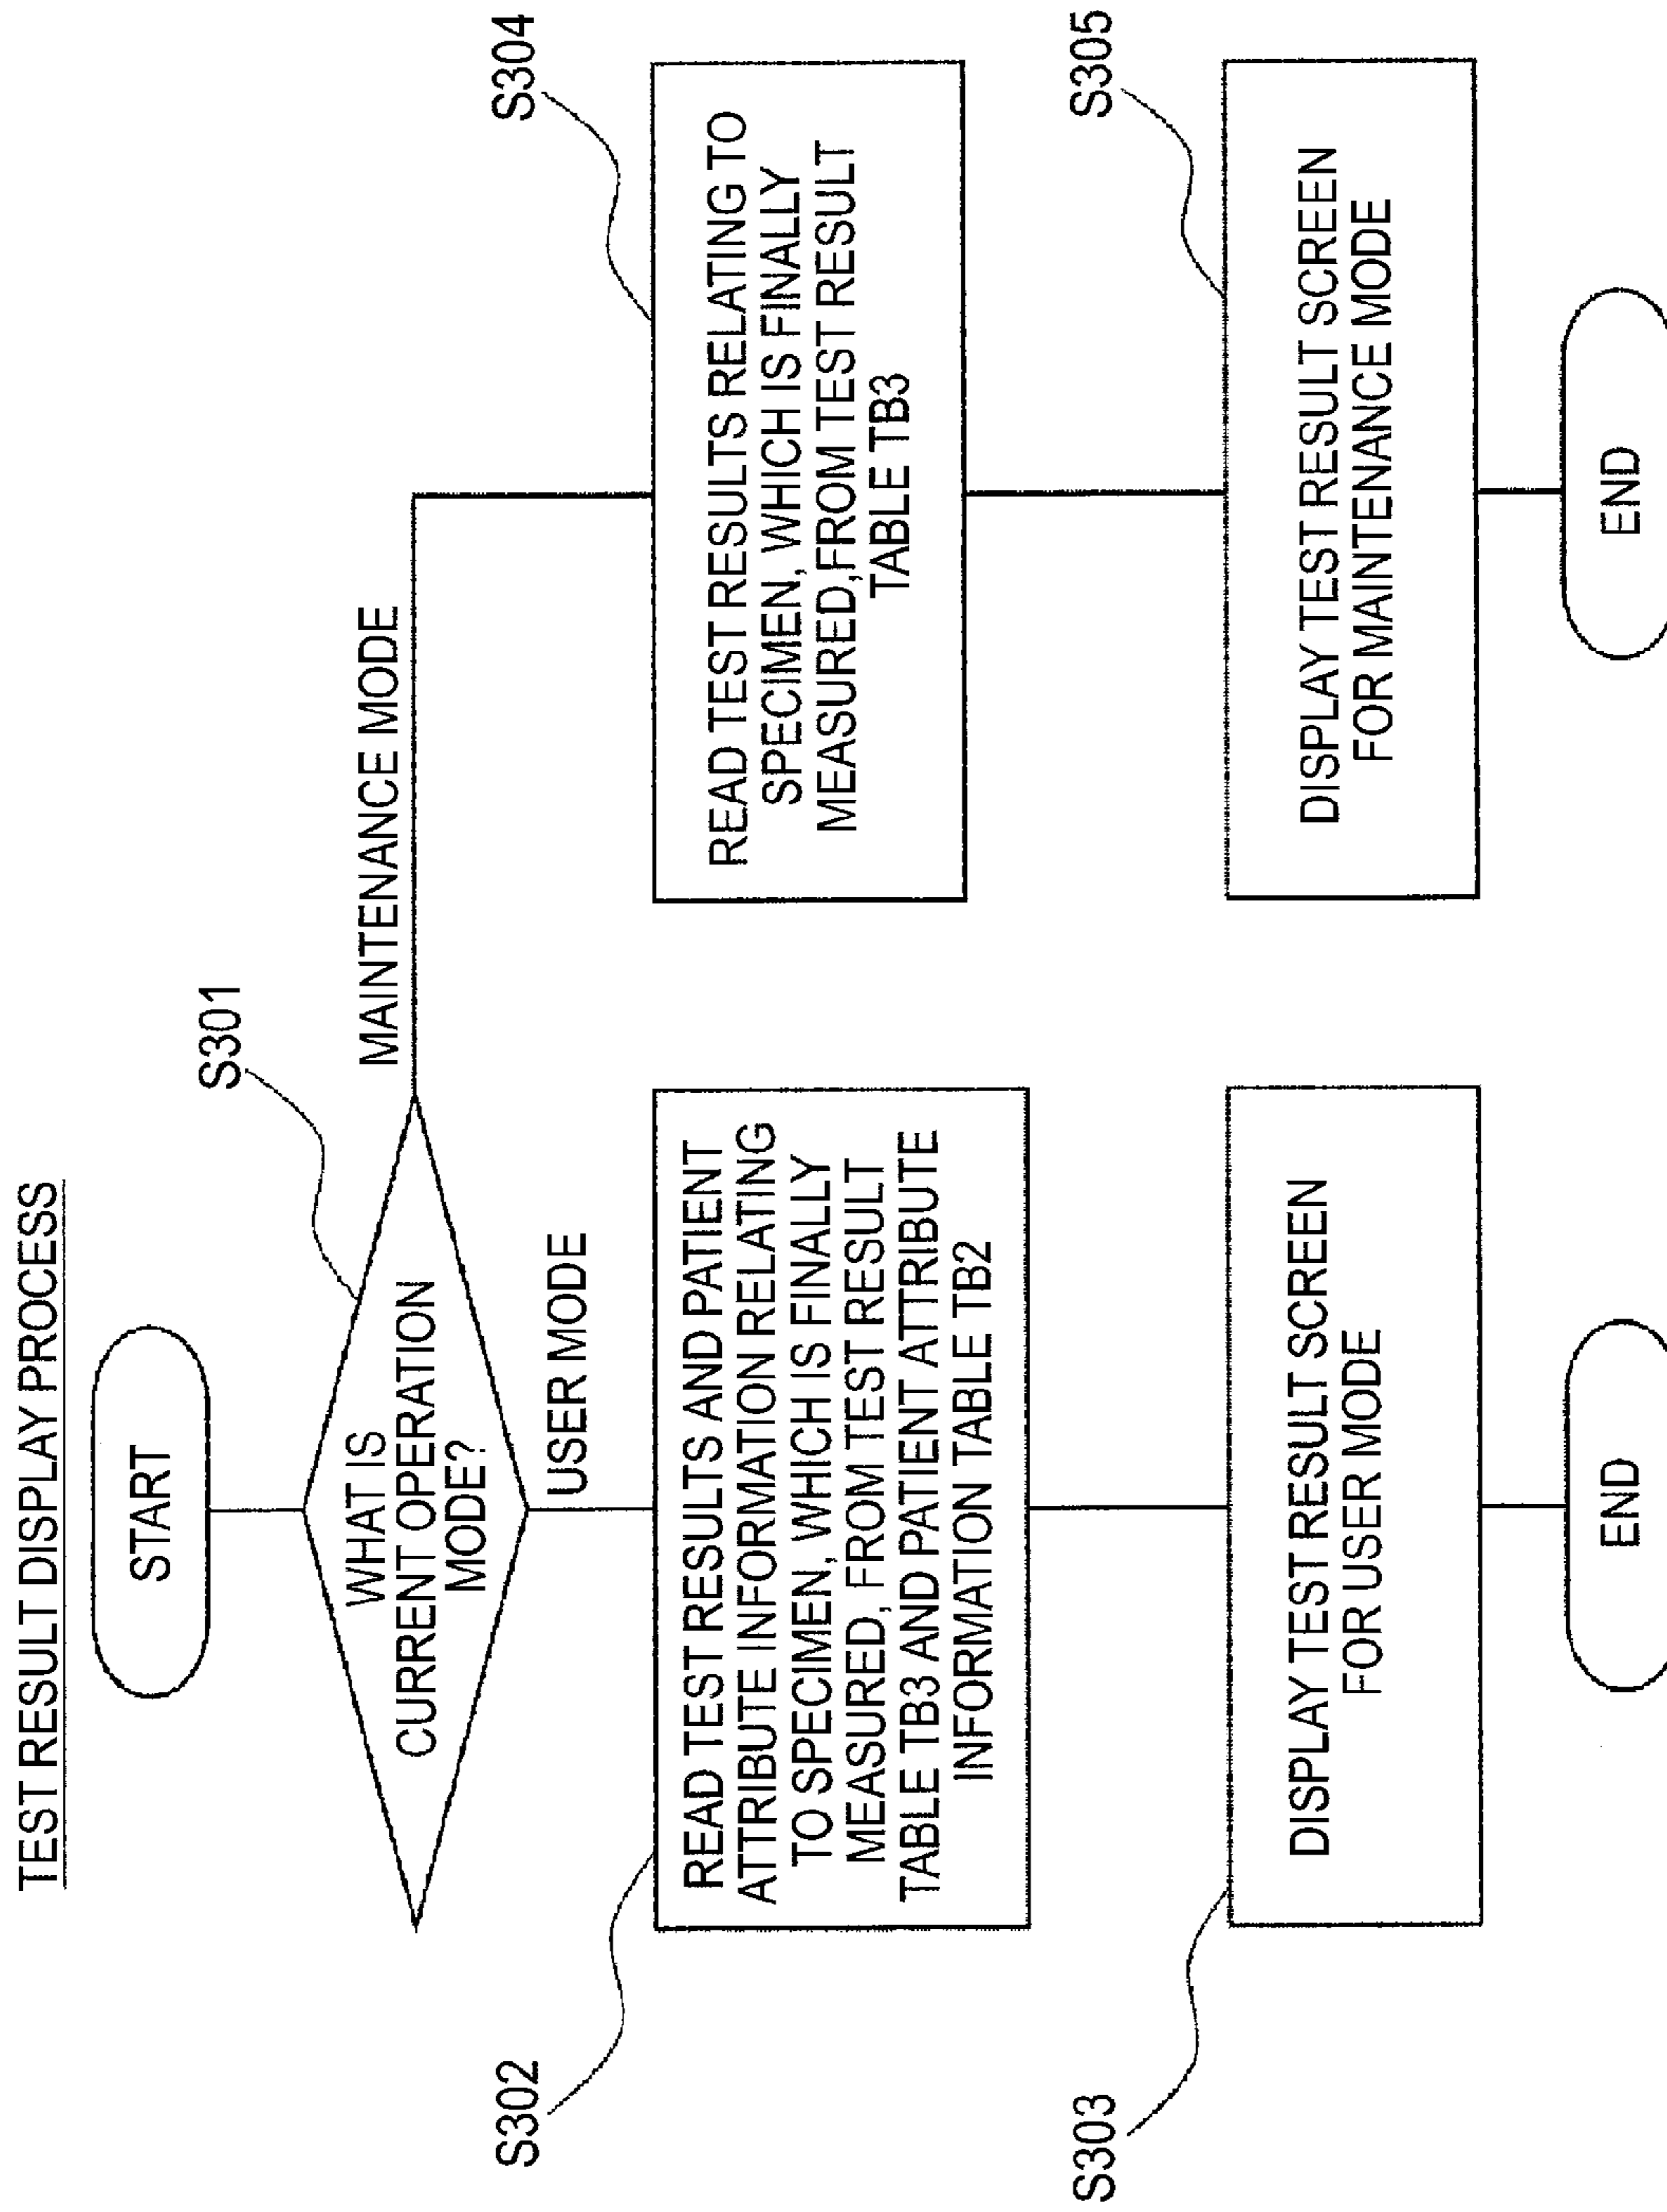 TEST RESULT DISPLAY PROCESS
START
S301
WHAT IS
CURRENT OPERATION
MODE?
MAINTENANCE MODE
USER MODE
S302
READ TEST RESULTS AND PATIENT
ATTRIBUTE INFORMATION RELATING
TO SPECIMEN, WHICH IS FINALLY
MEASURED, FROM TEST RESULT
TABLE TB3 AND PATIENT ATTRIBUTE
INFORMATION TABLE TB2
S304
READ TEST RESULTS RELATING TO
SPECIMEN, WHICH IS FINALLY
MEASURED,FROM TEST RESULT
TABLE TB3
S303
DISPLAY TEST RESULT SCREEN
FOR USER MODE
S305
DISPLAY TEST RESULT SCREEN
FOR MAINTENANCE MODE
END
END